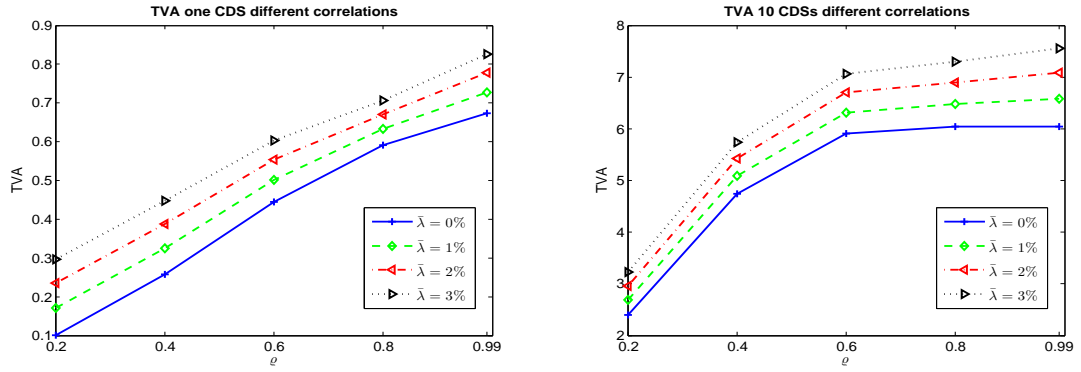 TVA one CDS different correlations
0.9
0.8
0.7
0.6
0.5
0.4
0.3
0.2
0.1
TVA
0.2
0.4
0.6
0.8
0.99
ϱ
λ̄ = 0%
λ̄ = 1%
λ̄ = 2%
λ̄ = 3%
TVA 10 CDSs different correlations
8
7
6
5
4
3
2
TVA
0.2
0.4
0.6
0.8
0.99
ϱ
λ̄ = 0%
λ̄ = 1%
λ̄ = 2%
λ̄ = 3%